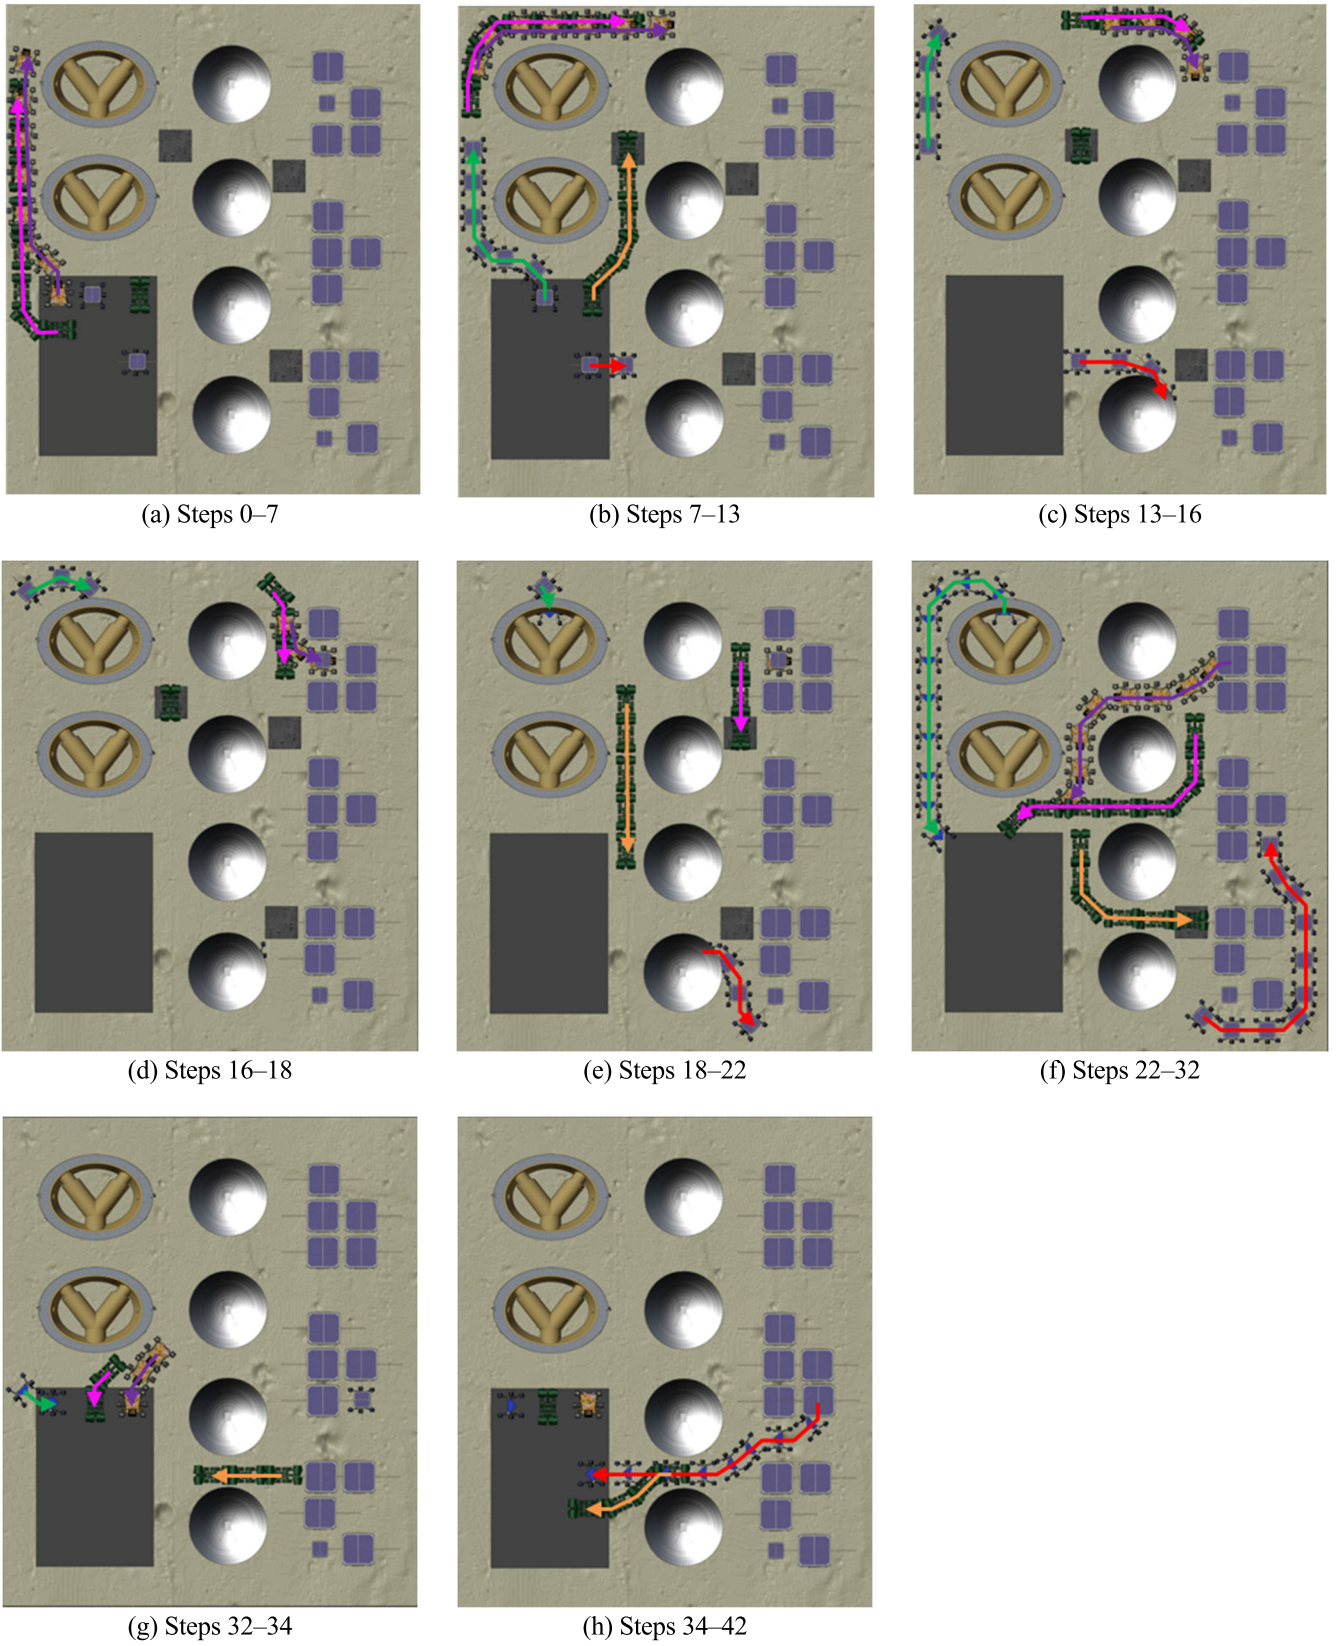 (a) Steps 0–7
(b) Steps 7–13
(c) Steps 13–16
(d) Steps 16–18
(e) Steps 18–22
(f) Steps 22–32
(g) Steps 32–34
(h) Steps 34–42